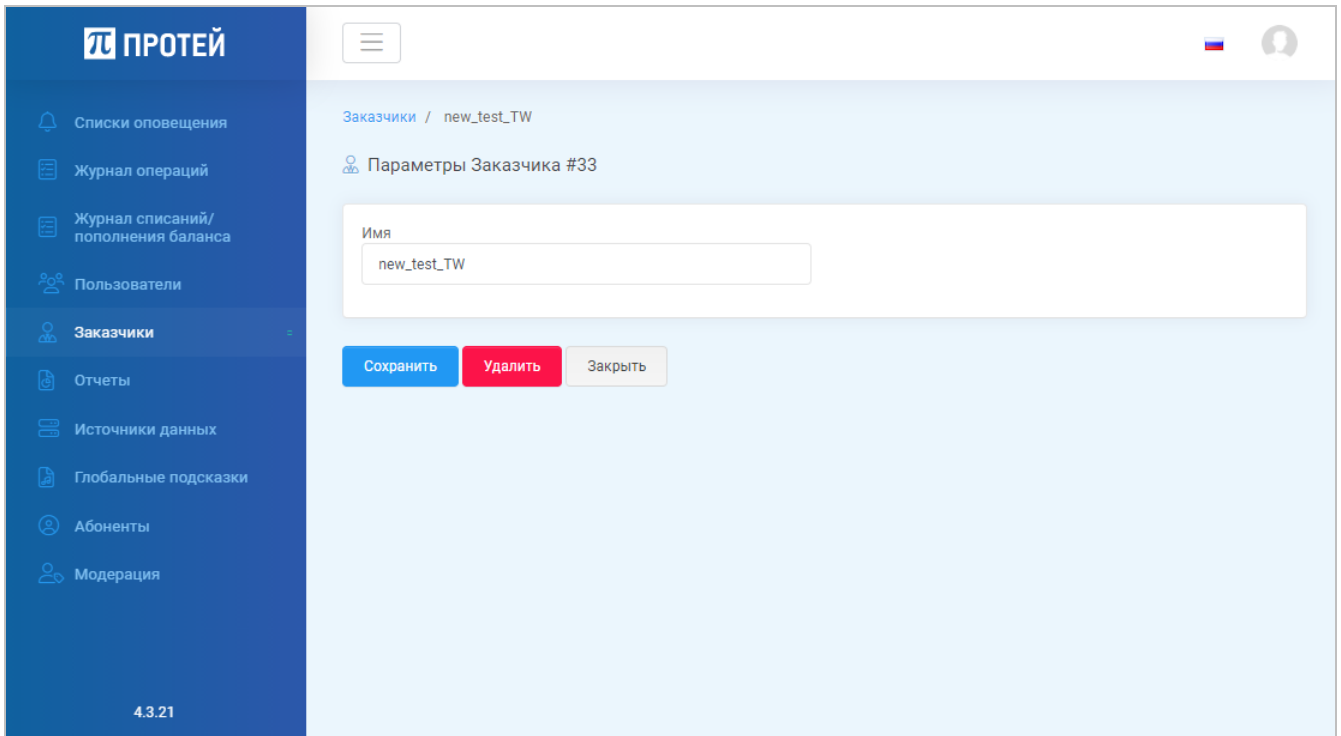 ПРОТЕЙ
Списки оповещения
Журнал операций
Журнал списаний/
пополнения баланса
Пользователи
Заказчики
Отчеты
Источники данных
Глобальные подсказки
Абоненты
Модерация
4.3.21
Заказчики / new_test_TW
Параметры Заказчика #33
Имя
new_test_TW
Сохранить Удалить Закрыть